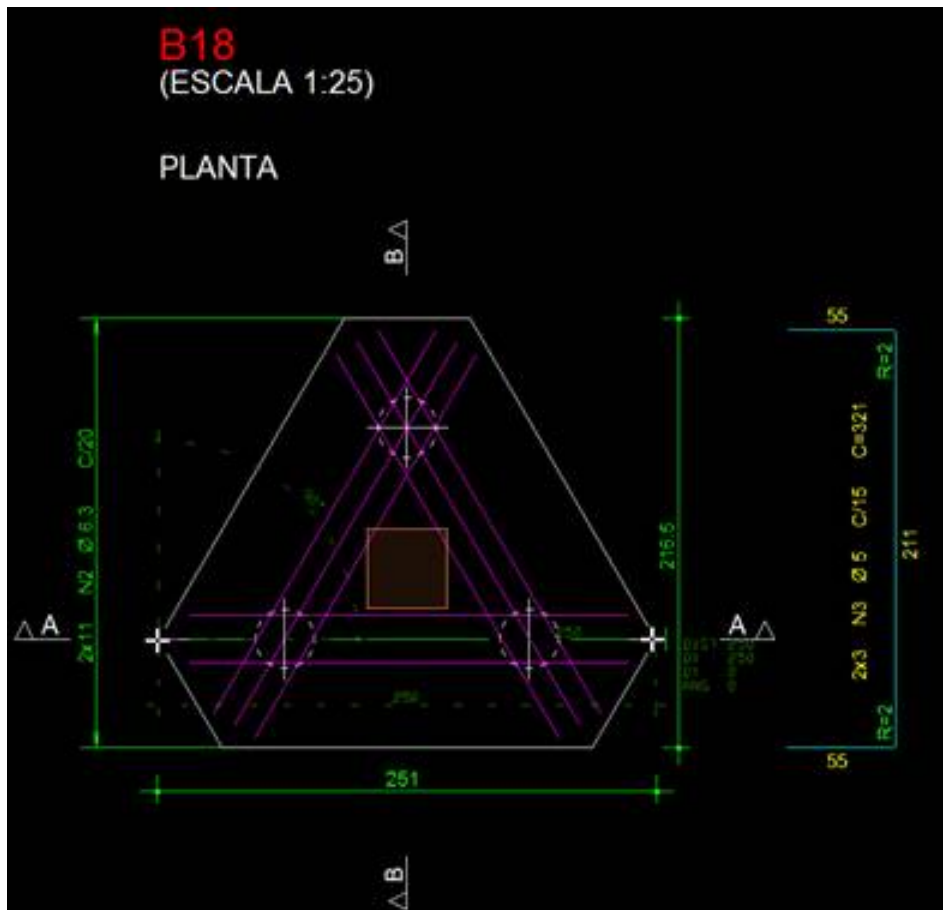 B18
(ESCALA 1:25)
PLANTA
B
55
R=2
2x11 N2 Ø 6.3 C/20
216.5
2x3 N3 Ø 5 C/15 C=321
211
A
A
250
R=2
55
251
B